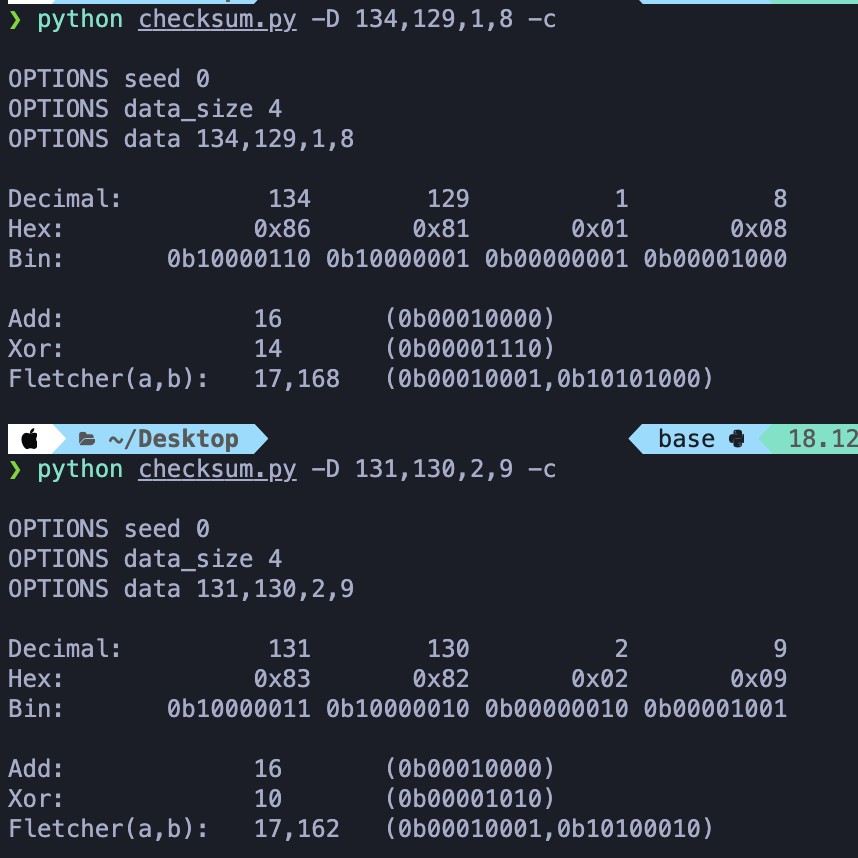 ❯ python checksum.py -D 134,129,1,8 -c
OPTIONS seed 0
OPTIONS data_size 4
OPTIONS data 134,129,1,8
Decimal: 134 129 1 8
Hex: 0x86 0x81 0x01 0x08
Bin: 0b10000110 0b10000001 0b00000001 0b00001000
Add: 16 (0b00010000)
Xor: 14 (0b00001110)
Fletcher(a,b): 17,168 (0b00010001,0b10101000)
~/Desktop base 18.12
❯ python checksum.py -D 131,130,2,9 -c
OPTIONS seed 0
OPTIONS data_size 4
OPTIONS data 131,130,2,9
Decimal: 131 130 2 9
Hex: 0x83 0x82 0x02 0x09
Bin: 0b10000011 0b10000010 0b00000010 0b00001001
Add: 16 (0b00010000)
Xor: 10 (0b00001010)
Fletcher(a,b): 17,162 (0b00010001,0b10100010)